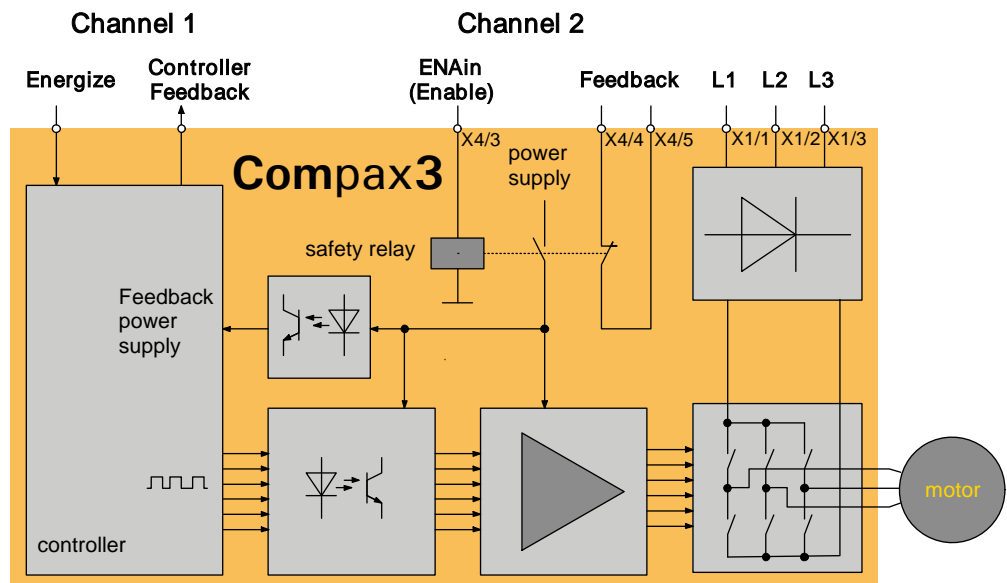 Channel 1
Channel 2
Energize
Controller
Feedback
ENAin
(Enable)
Feedback
L1
L2
L3
X4/3
X4/4
X4/5
X1/1
X1/2
X1/3
Compax3
power
supply
safety relay
Feedback
power
supply
controller
motor